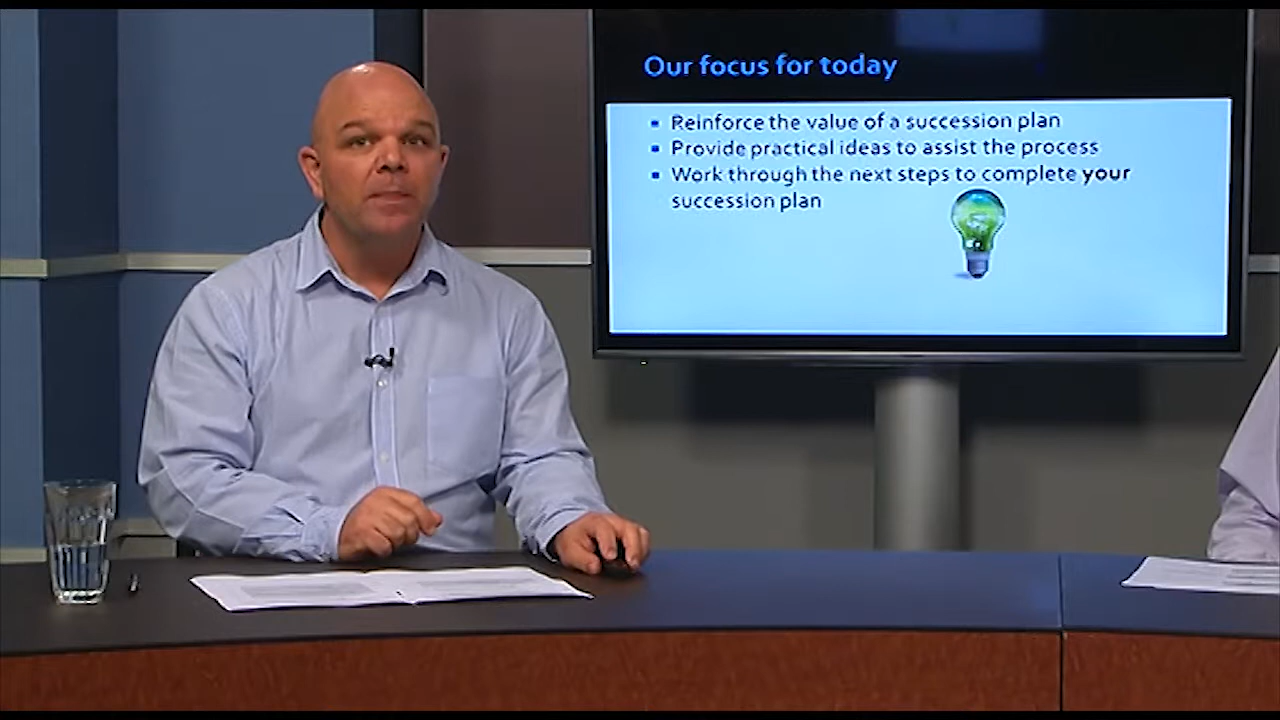 Our focus for today
▪ Reinforce the value of a succession plan
▪ Provide practical ideas to assist the process
▪ Work through the next steps to complete your
succession plan